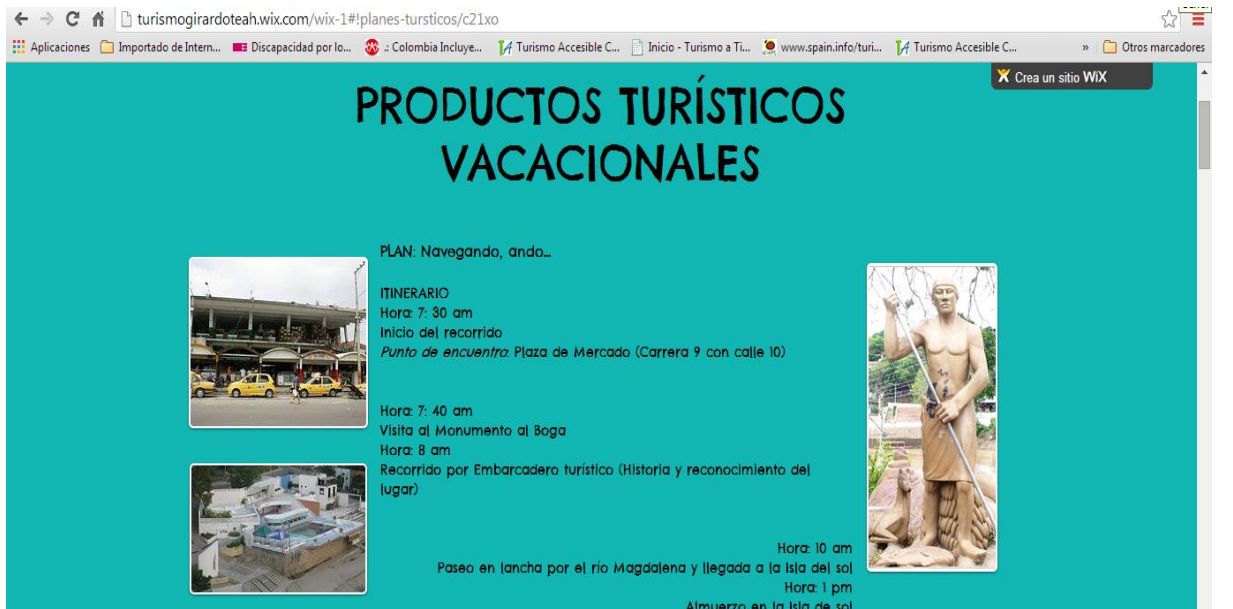 turismogirardoteah.wix.com/wix-1#!planes-tursticos/c21xo
Aplicaciones
Importado de Intern...
Discapacidad por lo...
.: Colombia Incluye...
Turismo Accesible C...
Inicio - Turismo a Ti...
www.spain.info/turi...
Turismo Accesible C...
»
Otros marcadores
Crea un sitio WiX
PRODUCTOS TURÍSTICOS
VACACIONALES
PLAN: Navegando, ando...
ITINERARIO
Hora: 7: 30 am
Inicio del recorrido
Punto de encuentro: Plaza de Mercado (Carrera 9 con calle 10)
Hora: 7: 40 am
Visita al Monumento al Boga
Hora: 8 am
Recorrido por Embarcadero turístico (Historia y reconocimiento del
lugar)
Hora: 10 am
Paseo en lancha por el río Magdalena y llegada a la Isla del sol
Hora: 1 pm
Almuerzo en la Isla de sol